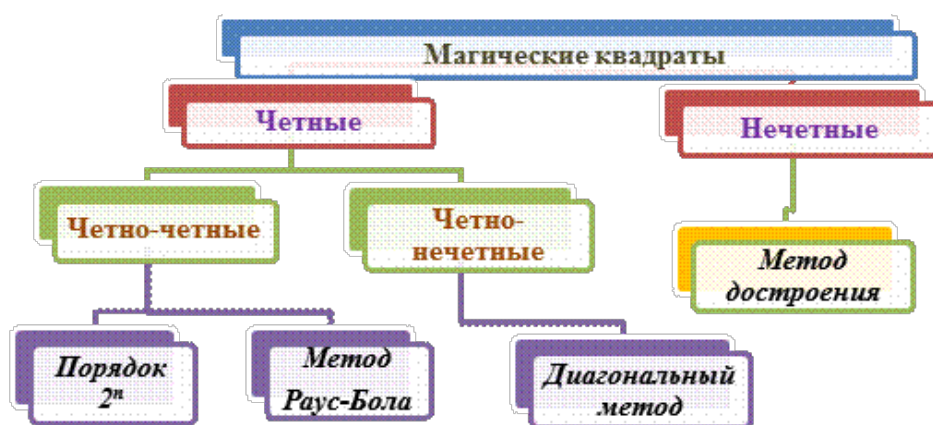 Магические квадраты
Четные
Нечетные
Четно-четные
Четно-
нечетные
Метод
достроения
Порядок
2ⁿ
Метод
Раус-Бола
Диагональный
метод